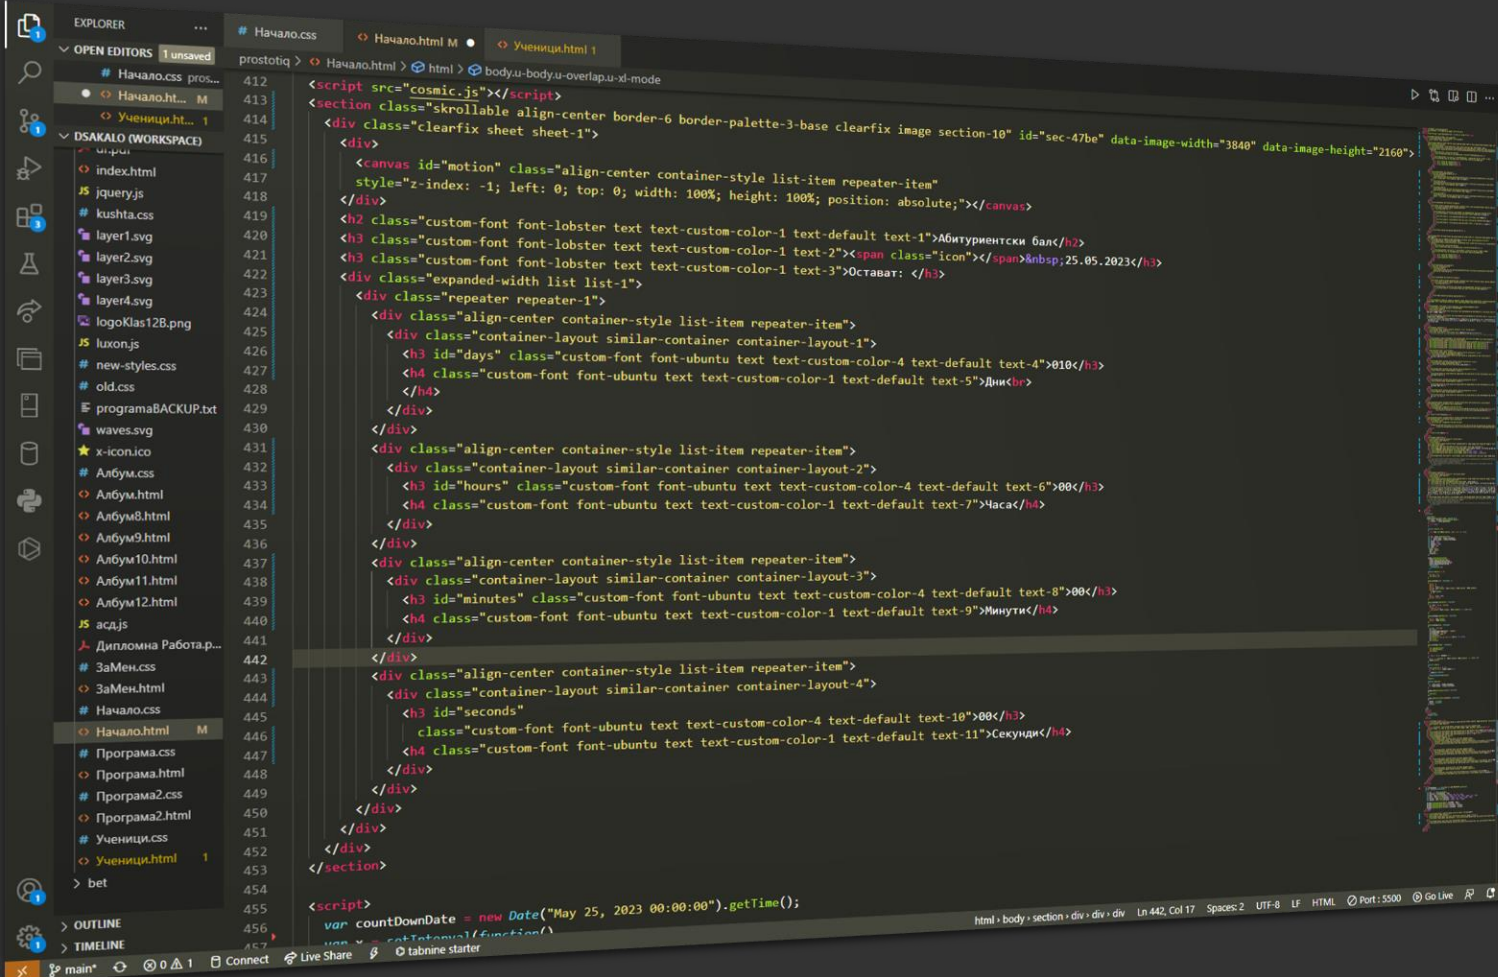 EXPLORER ...
OPEN EDITORS 1 unsaved
# Начало.css pros...
Начало.ht... M
Ученици.ht... 1
DSAKALO (WORKSPACE)
index.html
JS jquery.js
# kushta.css
layer1.svg
layer2.svg
layer3.svg
layer4.svg
logoKlas12B.png
JS luxon.js
# new-styles.css
# old.css
programaBACKUP.txt
waves.svg
x-icon.ico
# Албум.css
Албум.html
Албум8.html
Албум9.html
Албум10.html
Албум11.html
Албум12.html
JS асд.js
Дипломна Работа.p...
# ЗаМен.css
ЗаМен.html
# Начало.css
Начало.html M
# Програма.css
Програма.html
# Програма2.css
Програма2.html
# Ученици.css
Ученици.html 1
> bet
> OUTLINE
> TIMELINE
# Начало.css <> Начало.html M ● <> Ученици.html 1
prostotiq > <> Начало.html > html > body.u-body.u-overlap.u-xl-mode
412 <script src="cosmic.js"></script>
413 <section class="skrollable align-center border-6 border-palette-3-base clearfix image section-10" id="sec-47be" data-image-width="3840" data-image-height="2160">
414 <div class="clearfix sheet sheet-1">
415 <div>
416 <canvas id="motion" class="align-center container-style list-item repeater-item"
417 style="z-index: -1; left: 0; top: 0; width: 100%; height: 100%; position: absolute;"></canvas>
418 </div>
419 <h2 class="custom-font font-lobster text text-custom-color-1 text-default text-1">Абитуриентски бал</h2>
420 <h3 class="custom-font font-lobster text text-custom-color-1 text-2"><span class="icon"></span>&nbsp;25.05.2023</h3>
421 <h3 class="custom-font font-lobster text text-custom-color-1 text-3">Остават: </h3>
422 <div class="expanded-width list list-1">
423 <div class="repeater repeater-1">
424 <div class="align-center container-style list-item repeater-item">
425 <div class="container-layout similar-container container-layout-1">
426 <h3 id="days" class="custom-font font-ubuntu text text-custom-color-4 text-default text-4">010</h3>
427 <h4 class="custom-font font-ubuntu text text-custom-color-1 text-default text-5">Дни<br>
428 </h4>
429 </div>
430 </div>
431 <div class="align-center container-style list-item repeater-item">
432 <div class="container-layout similar-container container-layout-2">
433 <h3 id="hours" class="custom-font font-ubuntu text text-custom-color-4 text-default text-6">00</h3>
434 <h4 class="custom-font font-ubuntu text text-custom-color-1 text-default text-7">Часа</h4>
435 </div>
436 </div>
437 <div class="align-center container-style list-item repeater-item">
438 <div class="container-layout similar-container container-layout-3">
439 <h3 id="minutes" class="custom-font font-ubuntu text text-custom-color-4 text-default text-8">00</h3>
440 <h4 class="custom-font font-ubuntu text text-custom-color-1 text-default text-9">Минути</h4>
441 </div>
442 </div>
443 <div class="align-center container-style list-item repeater-item">
444 <div class="container-layout similar-container container-layout-4">
445 <h3 id="seconds"
446 class="custom-font font-ubuntu text text-custom-color-4 text-default text-10">00</h3>
447 <h4 class="custom-font font-ubuntu text text-custom-color-1 text-default text-11">Секунди</h4>
448 </div>
449 </div>
450 </div>
451 </div>
452 </div>
453 </section>
454
455 <script>
456 var countDownDate = new Date("May 25, 2023 00:00:00").getTime();
457 var x = setInterval(function()
main* 0 1 Connect Live Share tabnine starter html > body > section > div > div > div Ln 442, Col 17 Spaces: 2 UTF-8 LF HTML Port : 5500 Go Live